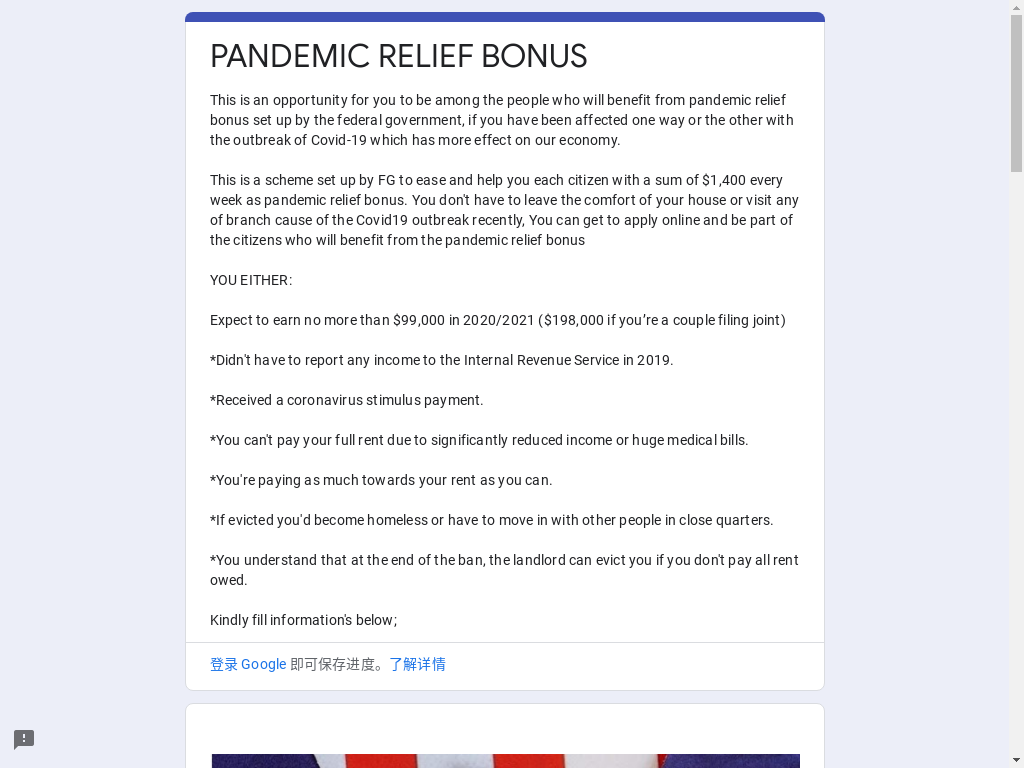 PANDEMIC RELIEF BONUS
This is an opportunity for you to be among the people who will benefit from pandemic relief
bonus set up by the federal government, if you have been affected one way or the other with
the outbreak of Covid-19 which has more effect on our economy.
This is a scheme set up by FG to ease and help you each citizen with a sum of $1,400 every
week as pandemic relief bonus. You don't have to leave the comfort of your house or visit any
of branch cause of the Covid19 outbreak recently, You can get to apply online and be part of
the citizens who will benefit from the pandemic relief bonus
YOU EITHER:
Expect to earn no more than $99,000 in 2020/2021 ($198,000 if you’re a couple filing joint)
*Didn't have to report any income to the Internal Revenue Service in 2019.
*Received a coronavirus stimulus payment.
*You can't pay your full rent due to significantly reduced income or huge medical bills.
*You're paying as much towards your rent as you can.
*If evicted you'd become homeless or have to move in with other people in close quarters.
*You understand that at the end of the ban, the landlord can evict you if you don't pay all rent
owed.
Kindly fill information's below;
登录 Google 即可保存进度。了解详情